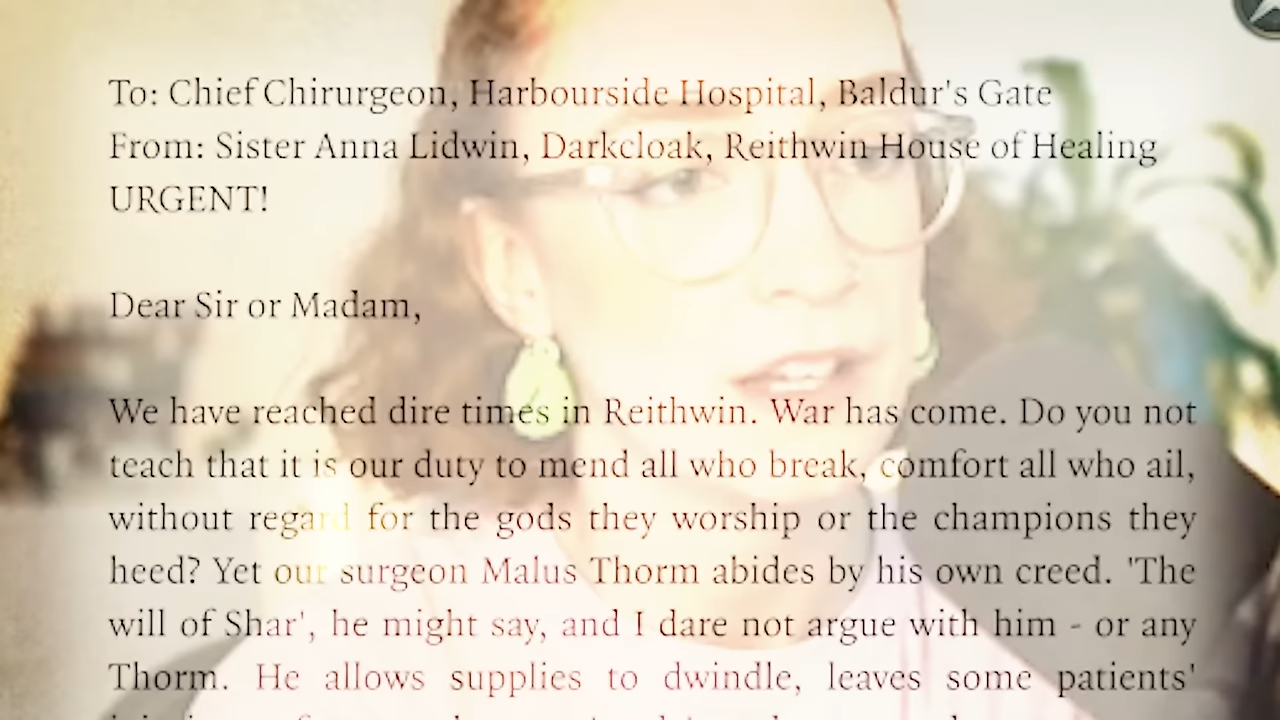 To: Chief Chirurgeon, Harbourside Hospital, Baldur's Gate
From: Sister Anna Lidwin, Darkcloak, Reithwin House of Healing
URGENT!
Dear Sir or Madam,
We have reached dire times in Reithwin. War has come. Do you not
teach that it is our duty to mend all who break, comfort all who ail,
without regard for the gods they worship or the champions they
heed? Yet our surgeon Malus Thorm abides by his own creed. 'The
will of Shar', he might say, and I dare not argue with him - or any
Thorm. He allows supplies to dwindle, leaves some patients'